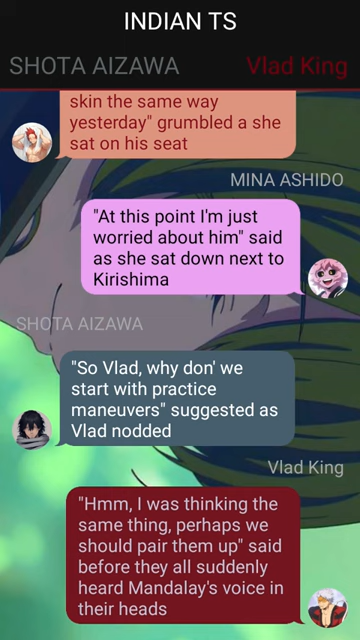 INDIAN TS
SHOTA AIZAWA Vlad King
skin the same way
yesterday" grumbled a she
sat on his seat
MINA ASHIDO
"At this point I'm just
worried about him" said
as she sat down next to
Kirishima
SHOTA AIZAWA
"So Vlad, why don' we
start with practice
maneuvers" suggested as
Vlad nodded
Vlad King
"Hmm, I was thinking the
same thing, perhaps we
should pair them up" said
before they all suddenly
heard Mandalay's voice in
their heads